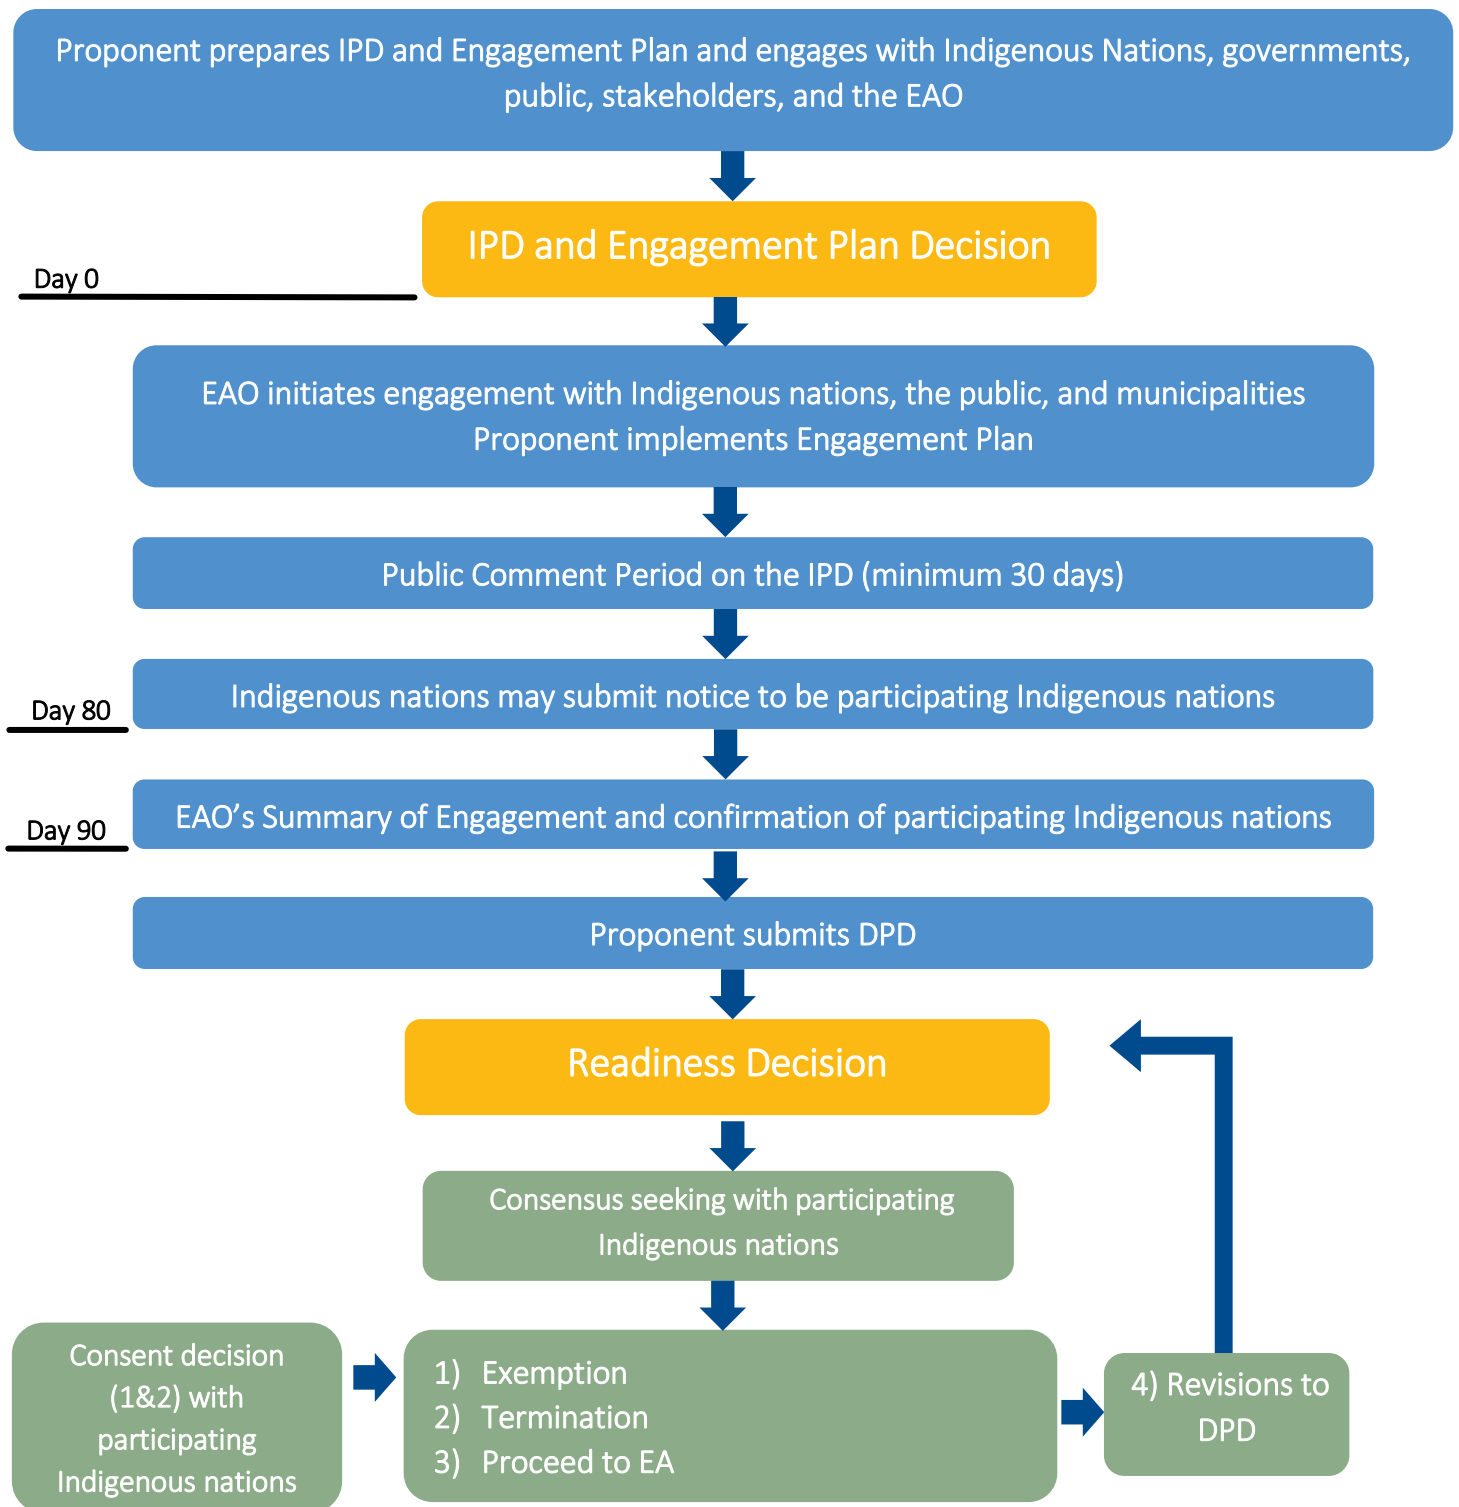 Proponent prepares IPD and Engagement Plan and engages with Indigenous Nations, governments,
public, stakeholders, and the EAO
IPD and Engagement Plan Decision
Day 0
EAO initiates engagement with Indigenous nations, the public, and municipalities
Proponent implements Engagement Plan
Public Comment Period on the IPD (minimum 30 days)
Indigenous nations may submit notice to be participating Indigenous nations
Day 80
EAO’s Summary of Engagement and confirmation of participating Indigenous nations
Day 90
Proponent submits DPD
Readiness Decision
Consensus seeking with participating
Indigenous nations
Consent decision
(1&2) with
participating
Indigenous nations
1) Exemption
2) Termination
3) Proceed to EA
4) Revisions to
DPD